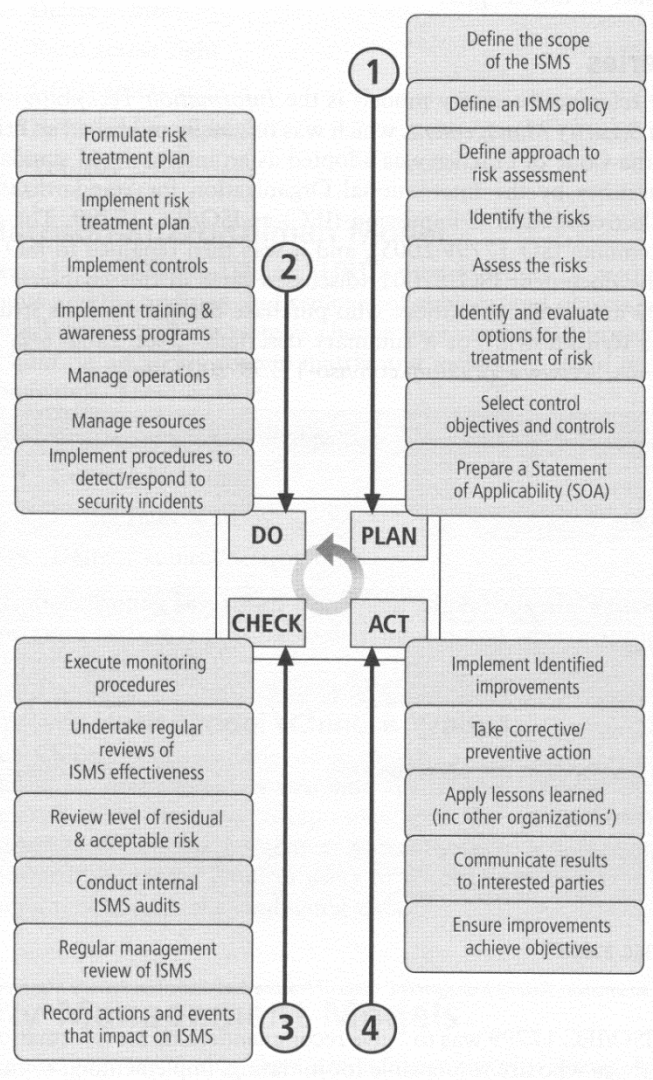 1
Define the scope
of the ISMS
Define an ISMS policy
Define approach to
risk assessment
Identify the risks
Assess the risks
Identify and evaluate
options for the
treatment of risk
Select control
objectives and controls
Prepare a Statement
of Applicability (SOA)
Formulate risk
treatment plan
Implement risk
treatment plan
Implement controls
Implement training &
awareness programs
Manage operations
Manage resources
Implement procedures to
detect/respond to
security incidents
2
DO
PLAN
CHECK
ACT
Execute monitoring
procedures
Undertake regular
reviews of
ISMS effectiveness
Review level of residual
& acceptable risk
Conduct internal
ISMS audits
Regular management
review of ISMS
Record actions and events
that impact on ISMS
3
Implement Identified
improvements
Take corrective/
preventive action
Apply lessons learned
(inc other organizations')
Communicate results
to interested parties
Ensure improvements
achieve objectives
4